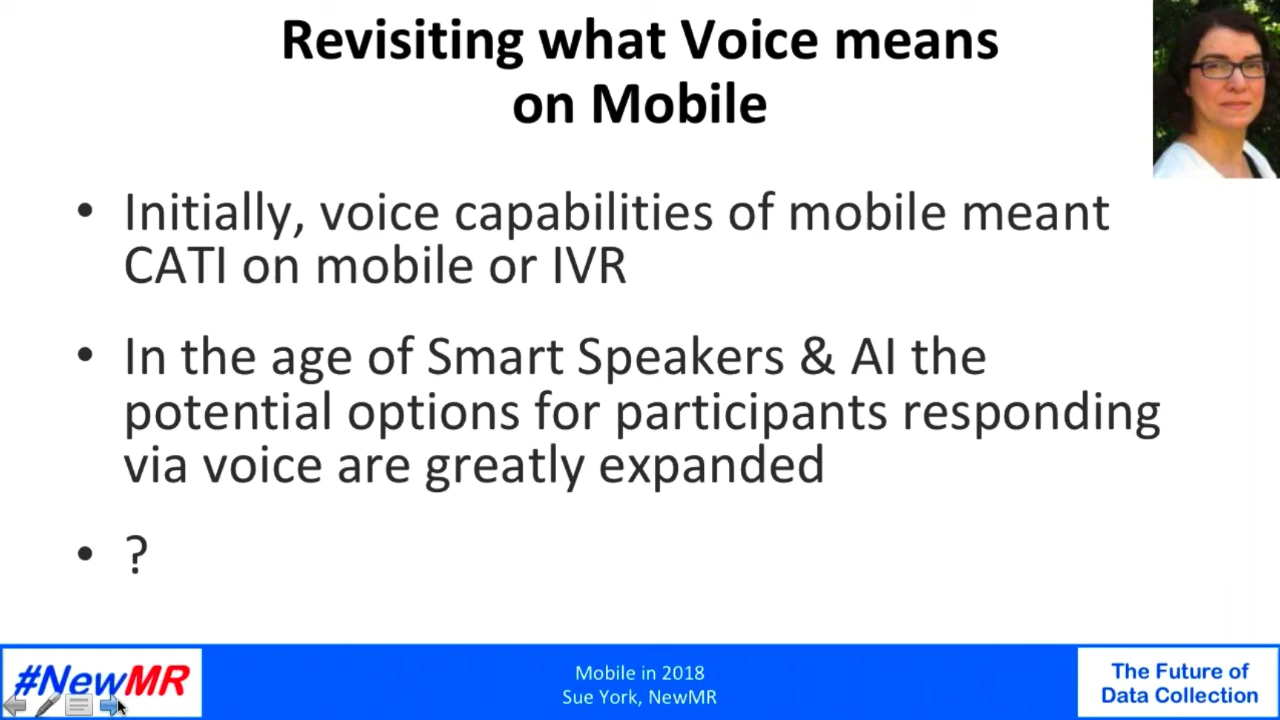 Revisiting what Voice means
on Mobile
• Initially, voice capabilities of mobile meant
CATI on mobile or IVR
• In the age of Smart Speakers & AI the
potential options for participants responding
via voice are greatly expanded
• ?
#NewMR
Mobile in 2018
Sue York, NewMR
The Future of
Data Collection